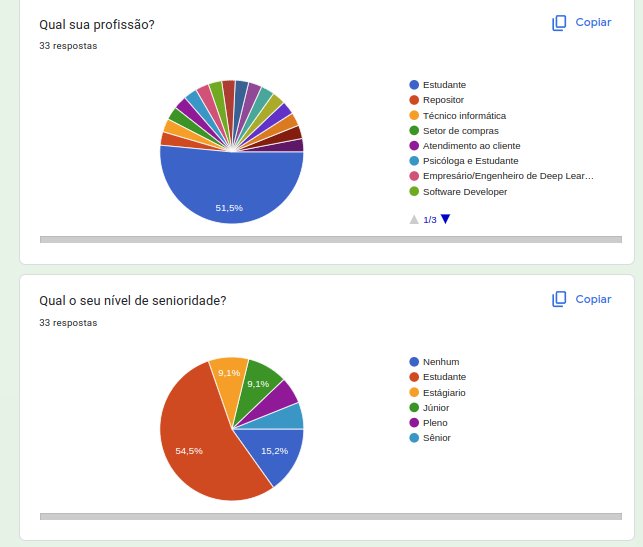 Qual sua profissão?
Copiar
33 respostas
Estudante
Repositor
Técnico informática
Setor de compras
Atendimento ao cliente
Psicóloga e Estudante
Empresário/Engenheiro de Deep Lear…
Software Developer
1/3
51,5%
Qual o seu nível de senioridade?
Copiar
33 respostas
Nenhum
Estudante
Estágiario
Júnior
Pleno
Sênior
9,1%
9,1%
54,5%
15,2%